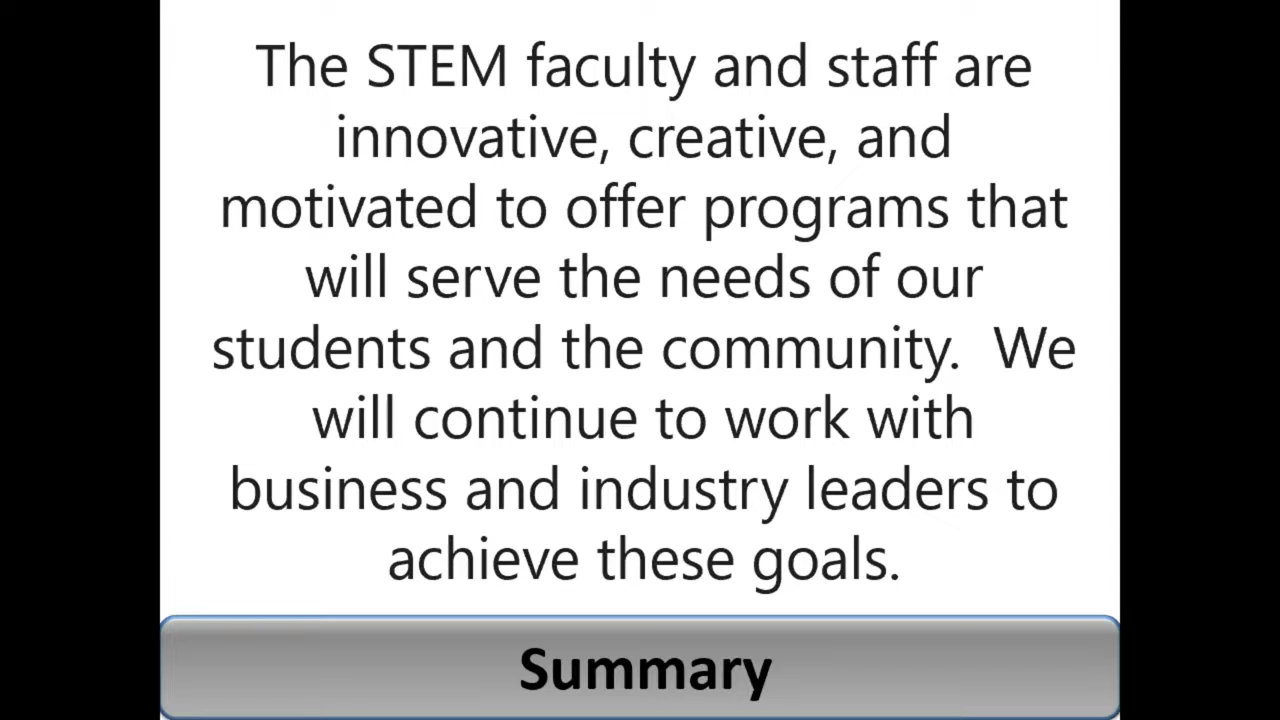 The STEM faculty and staff are
innovative, creative, and
motivated to offer programs that
will serve the needs of our
students and the community.  We
will continue to work with
business and industry leaders to
achieve these goals.
Summary